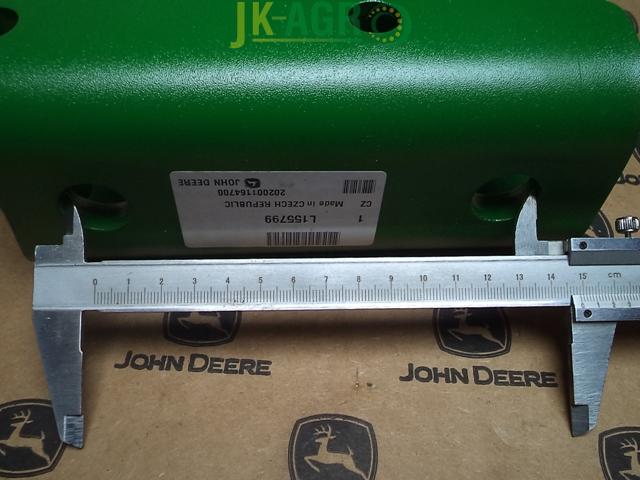 JK-AGRO
JOHN DEERE
202001164700
CZ Made in CZECH REPUBLIC
1 L155799
0 1 2 3 4 5 6 7 8 9 10 11 12 13 14 15 cm
JOHN DEERE
JOHN DEERE